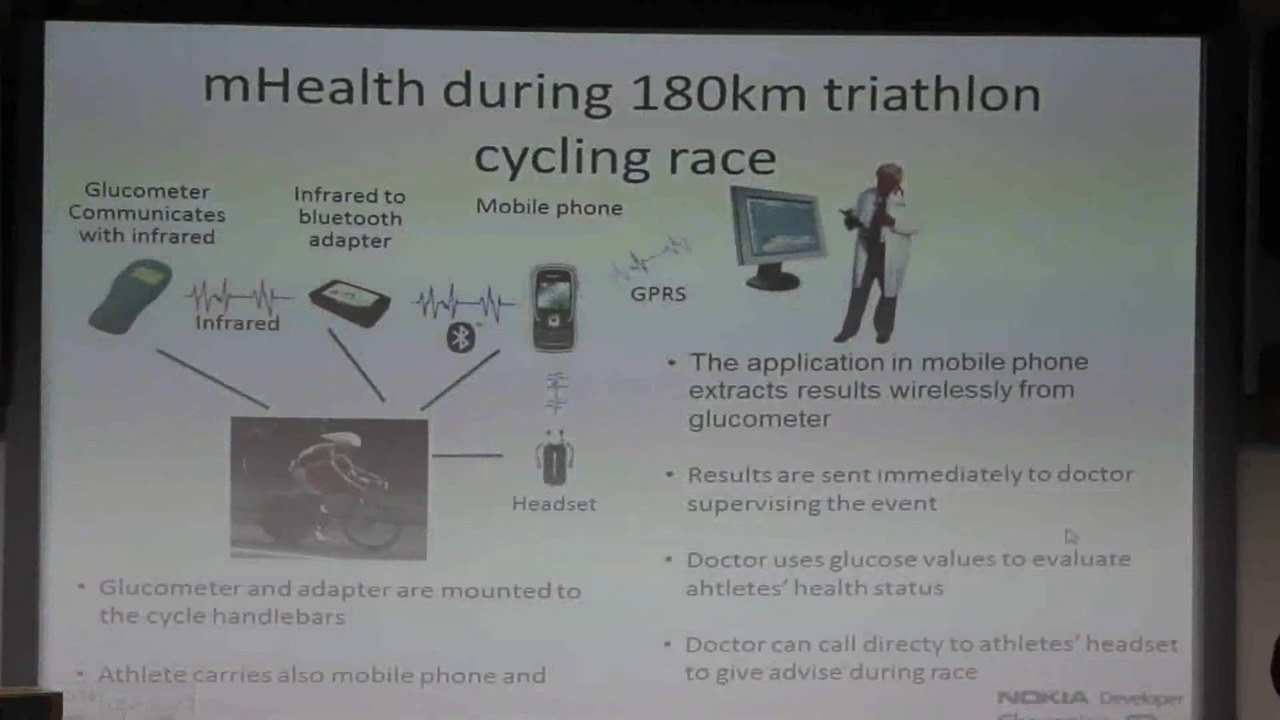 mHealth during 180km triathlon
cycling race
Glucometer
Communicates
with infrared
Infrared to
bluetooth
adapter
Mobile phone
Infrared
GPRS
Headset
• The application in mobile phone
extracts results wirelessly from
glucometer
• Results are sent immediately to doctor
supervising the event
• Doctor uses glucose values to evaluate
ahtletes' health status
• Doctor can call directy to athletes' headset
to give advise during race
• Glucometer and adapter are mounted to
the cycle handlebars
• Athlete carries also mobile phone and
NOKIA Developer